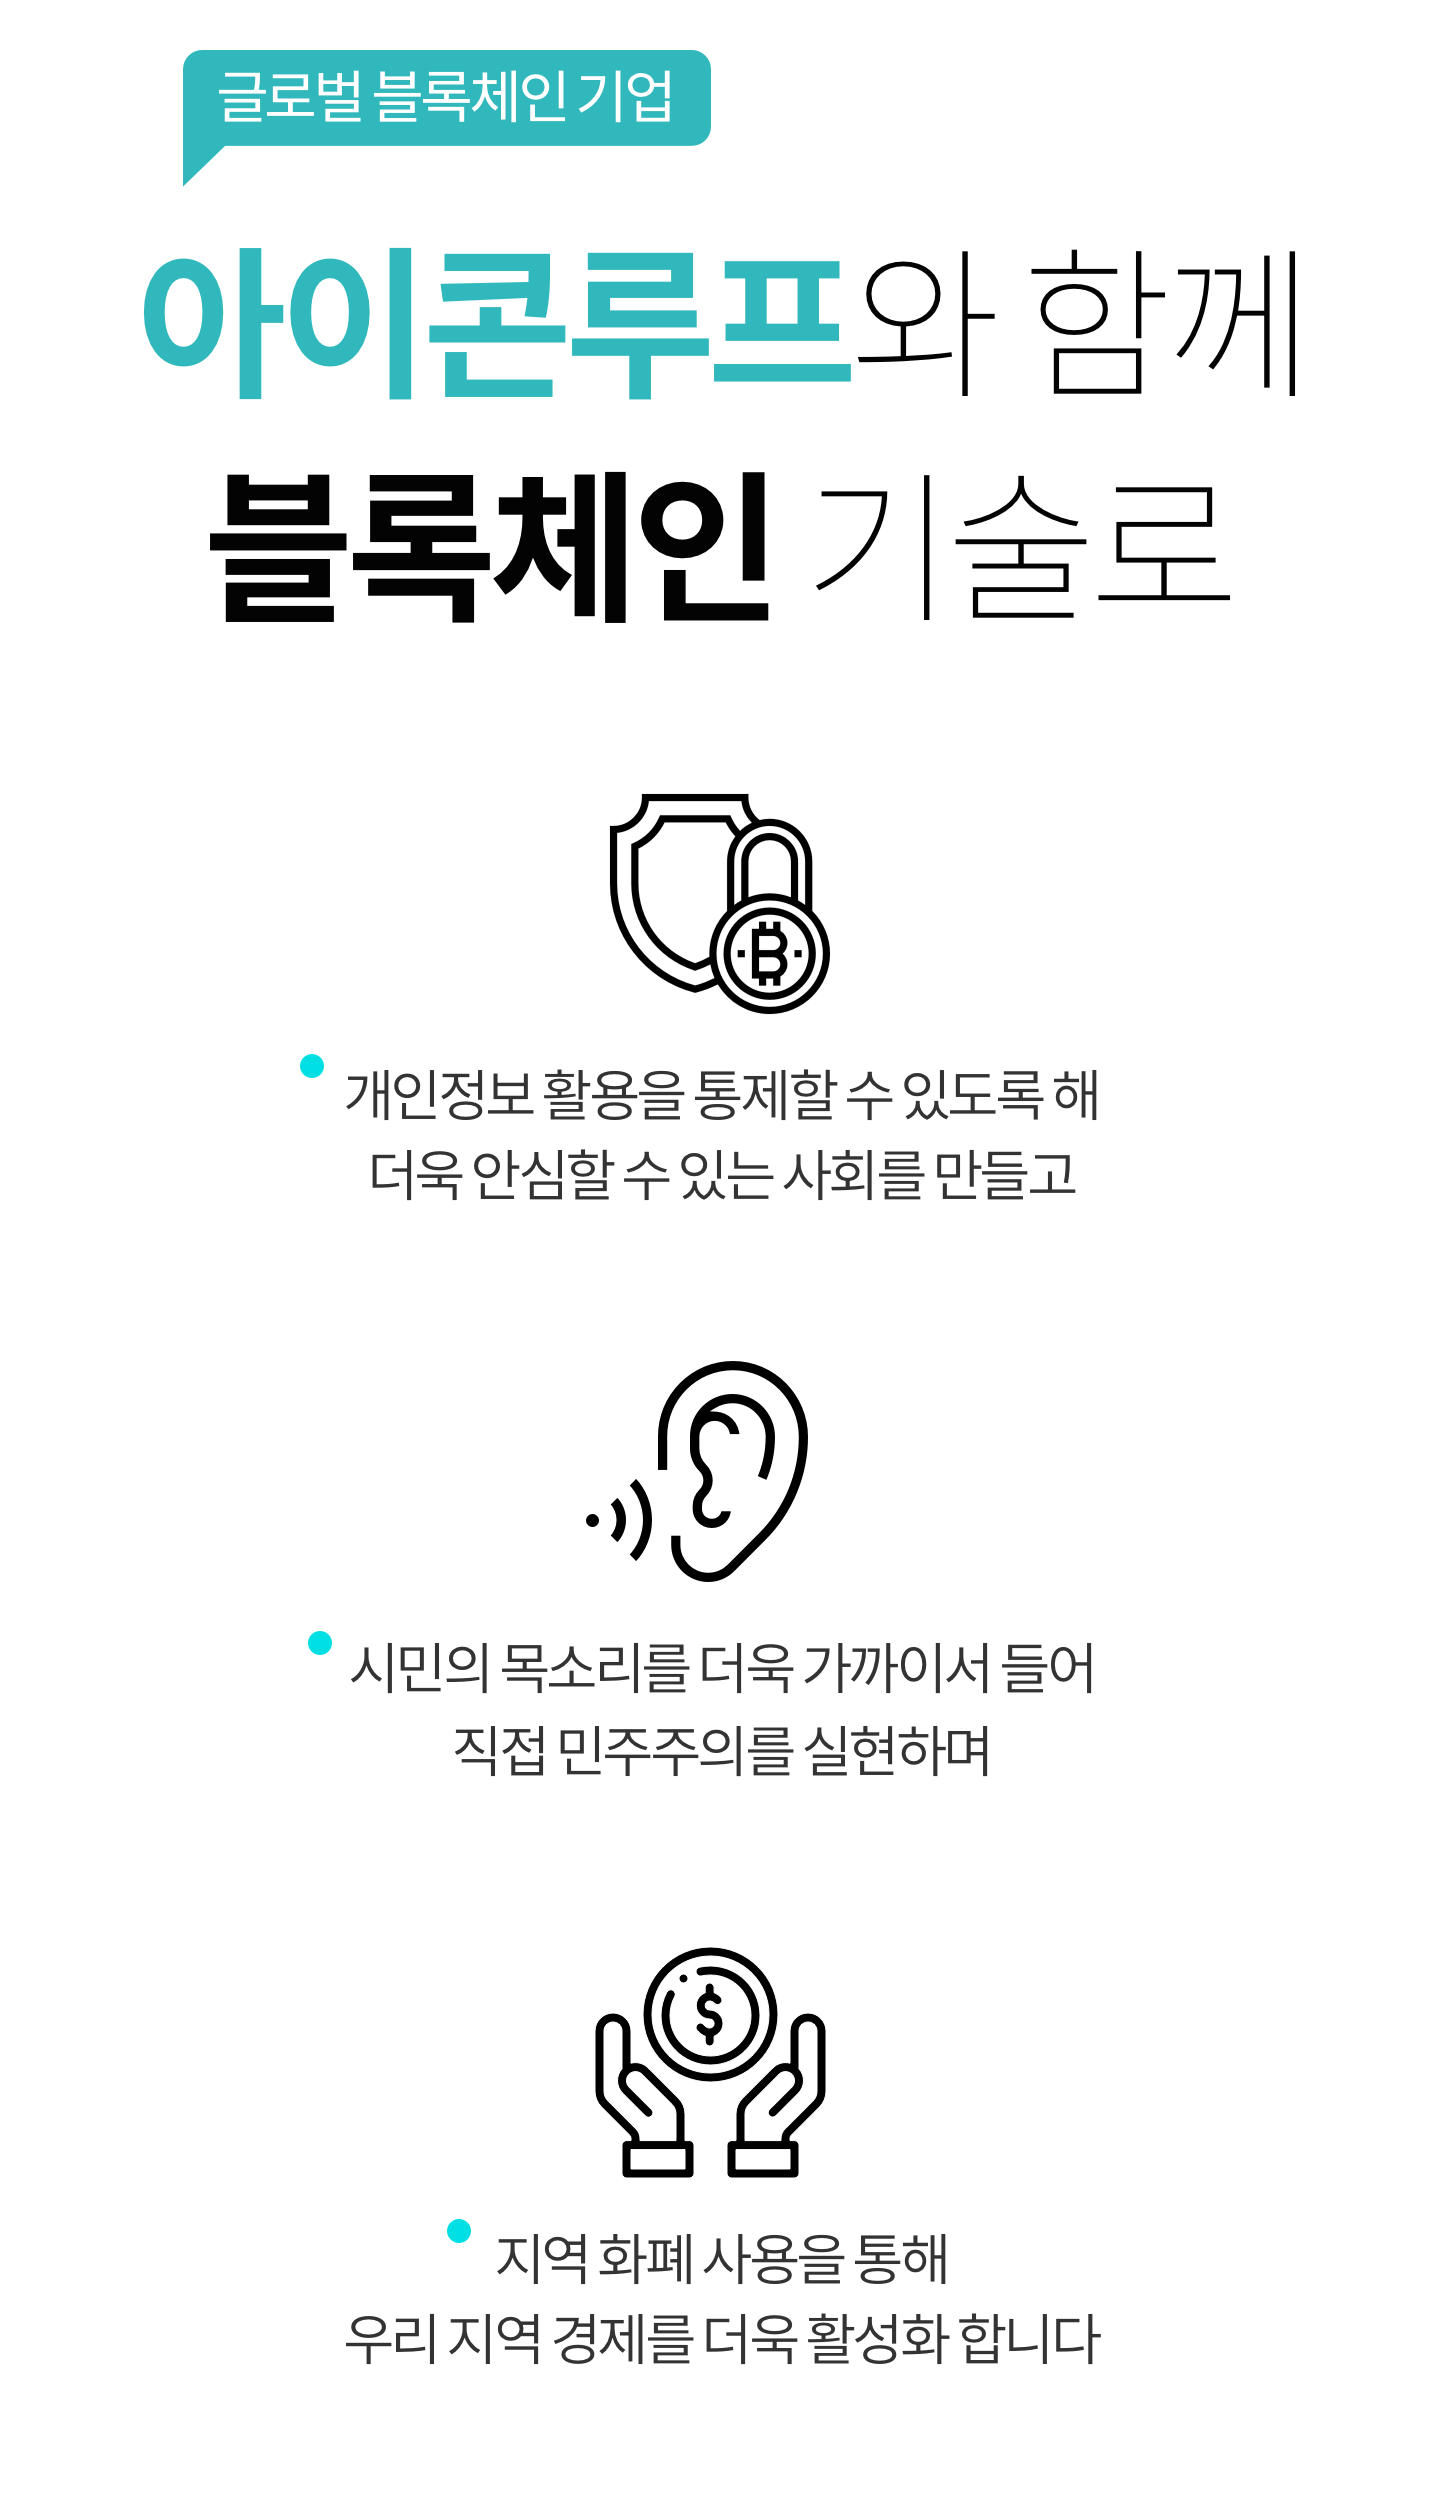 글로벌 블록체인 기업
아이콘루프와 함께
블록체인 기술로
개인정보 활용을 통제할 수 있도록 해
더욱 안심할 수 있는 사회를 만들고
시민의 목소리를 더욱 가까이서 들어
직접 민주주의를 실현하며
지역 화폐 사용을 통해
우리 지역 경제를 더욱 활성화 합니다